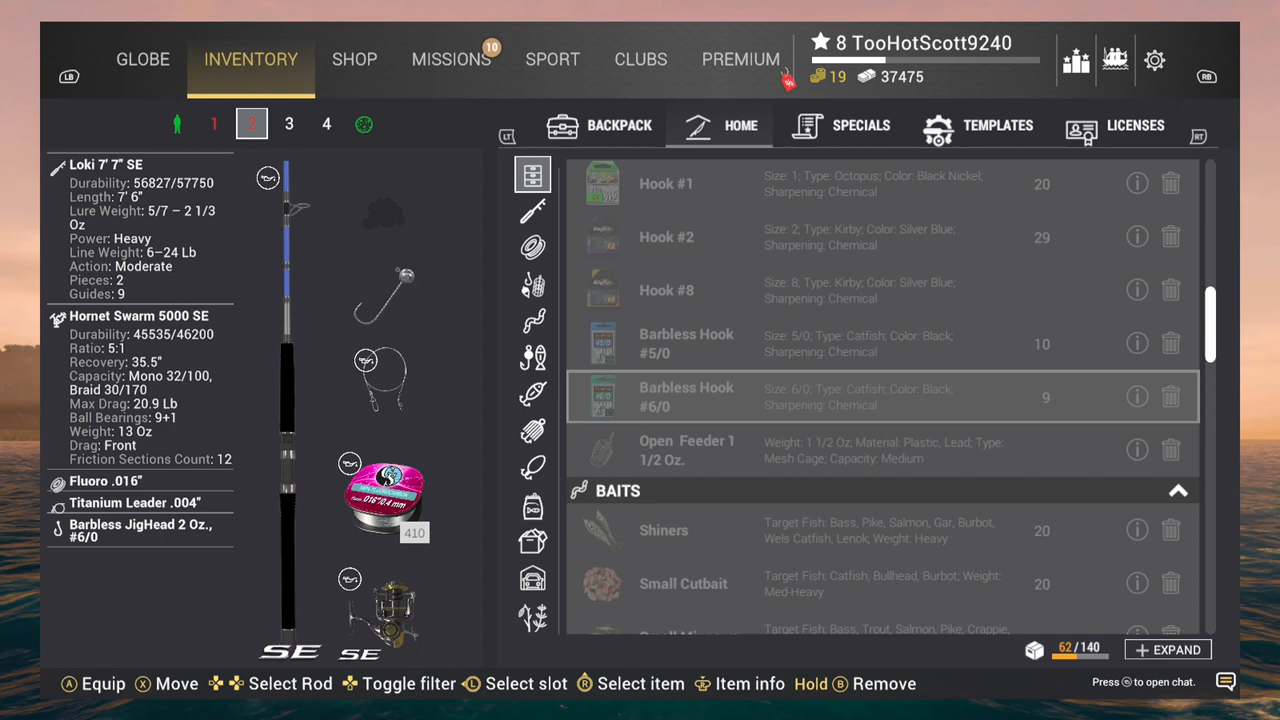 GLOBE
INVENTORY
SHOP
MISSIONS
10
SPORT
CLUBS
PREMIUM
8 TooHotScott9240
19
37475
LB
RB
1
2
3
4
LT
BACKPACK
HOME
SPECIALS
TEMPLATES
LICENSES
RT
Loki 7' 7" SE
Durability: 56827/57750
Length: 7' 6"
Lure Weight: 5/7 – 2 1/3
Oz
Power: Heavy
Line Weight: 6–24 Lb
Action: Moderate
Pieces: 2
Guides: 9
Hornet Swarm 5000 SE
Durability: 45535/46200
Ratio: 5:1
Recovery: 35.5"
Capacity: Mono 32/100,
Braid 30/170
Max Drag: 20.9 Lb
Ball Bearings: 9+1
Weight: 13 Oz
Drag: Front
Friction Sections Count: 12
Fluoro .016"
Titanium Leader .004"
Barbless JigHead 2 Oz.,
#6/0
.016"/0.4 mm
410
SE
SE
Hook #1
Size: 1; Type: Octopus; Color: Black Nickel;
Sharpening: Chemical
20
Hook #2
Size: 2; Type: Kirby; Color: Silver Blue;
Sharpening: Chemical
29
Hook #8
Size: 8, Type: Kirby; Color: Silver Blue;
Sharpening: Chemical
Barbless Hook
#5/0
Size: 5/0; Type: Catfish; Color: Black;
Sharpening: Chemical
10
Barbless Hook
#6/0
Size: 6/0; Type: Catfish; Color: Black,
Sharpening: Chemical
9
Open Feeder 1
1/2 Oz.
Weight: 1 1/2 Oz; Material: Plastic, Lead; Type:
Mesh Cage; Capacity: Medium
BAITS
Shiners
Target Fish: Bass, Pike, Salmon, Gar, Burbot,
Wels Catfish, Lenok; Weight: Heavy
20
Small Cutbait
Target Fish: Catfish, Bullhead, Burbot; Weight:
Med-Heavy
20
Target Fish: Bass, Trout, Salmon, Pike, Crappie,
62/140
EXPAND
A Equip
X Move
Select Rod
Toggle filter
L Select slot
R Select item
Item info
Hold B Remove
Press to open chat.